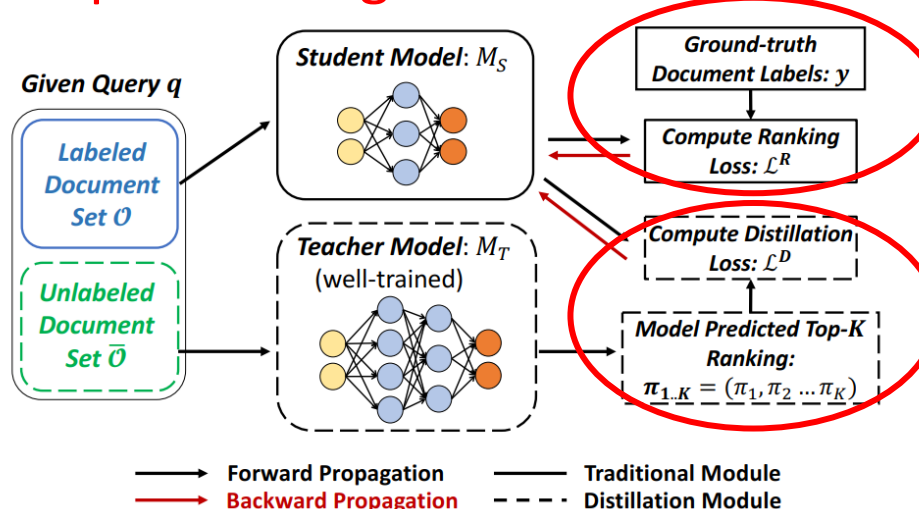 Given Query q
Labeled
Document
Set 𝒪
Unlabeled
Document
Set 𝒪̅
Student Model: M_S
Teacher Model: M_T
(well-trained)
Ground-truth
Document Labels: y
Compute Ranking
Loss: ℒ^R
Compute Distillation
Loss: ℒ^D
Model Predicted Top-K
Ranking:
π_{1..K} = (π_1, π_2 … π_K)
Forward Propagation
Traditional Module
Backward Propagation
Distillation Module